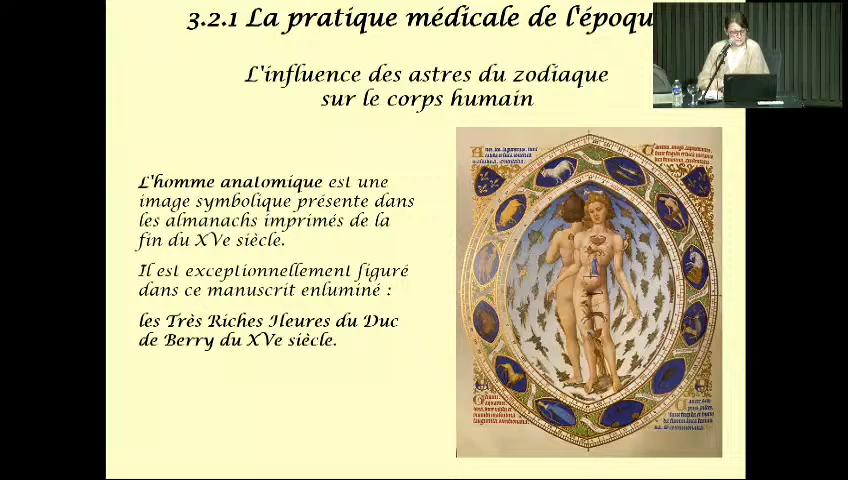 3.2.1 La pratique médicale de l'époqu
L'influence des astres du zodiaque
sur le corps humain
L'homme anatomique est une
image symbolique présente dans
les almanachs imprimés de la
fin du XVe siècle.
Il est exceptionnellement figuré
dans ce manuscrit enluminé :
les Très Riches Heures du Duc
de Berry du XVe siècle.